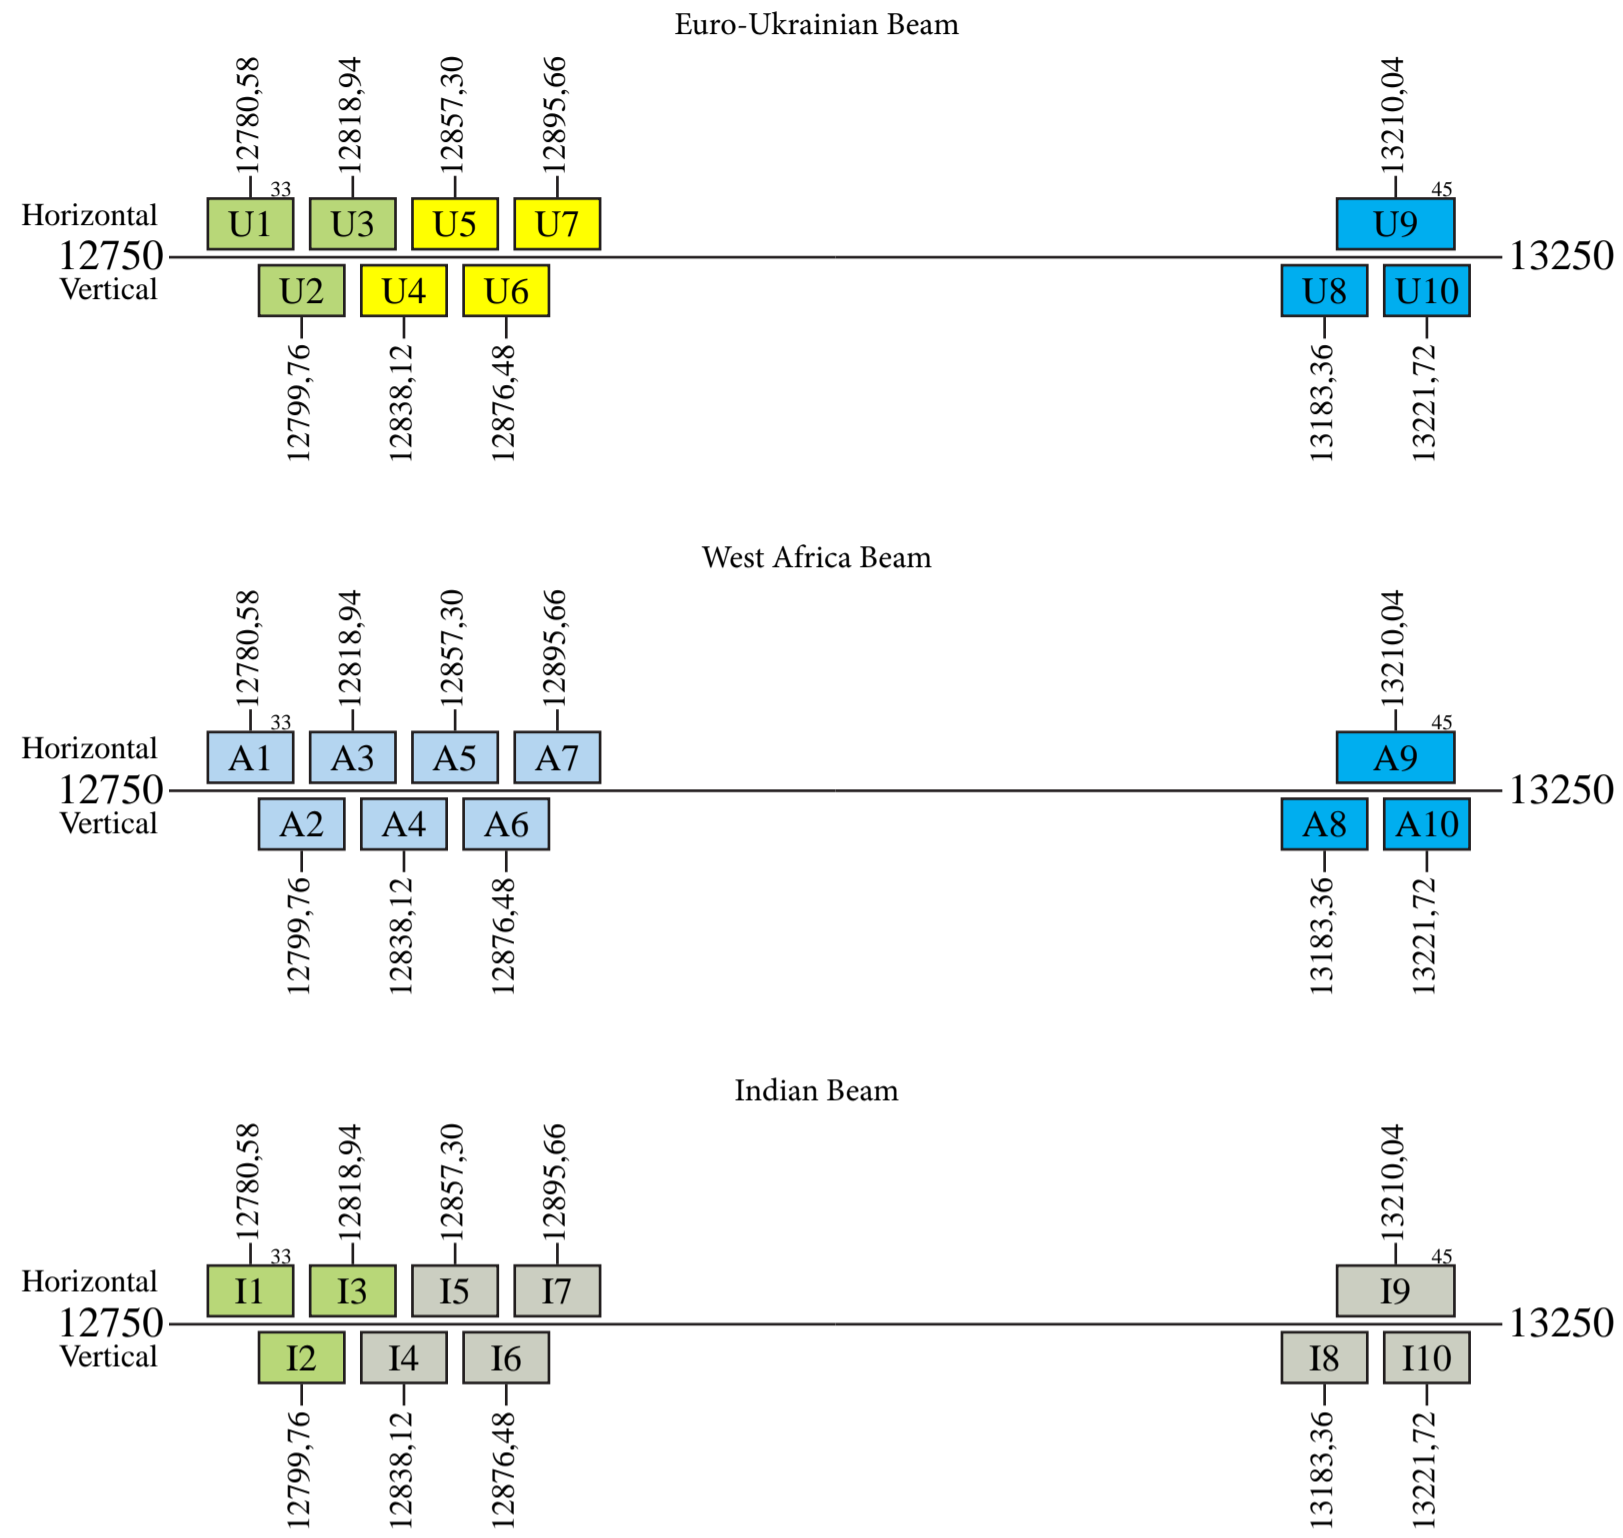 Euro-Ukrainian Beam
12780,58 12818,94 12857,30 12895,66 13210,04
33 45
Horizontal U1 U3 U5 U7 U9
12750 13250
Vertical U2 U4 U6 U8 U10
12799,76 12838,12 12876,48 13183,36 13221,72
West Africa Beam
12780,58 12818,94 12857,30 12895,66 13210,04
33 45
Horizontal A1 A3 A5 A7 A9
12750 13250
Vertical A2 A4 A6 A8 A10
12799,76 12838,12 12876,48 13183,36 13221,72
Indian Beam
12780,58 12818,94 12857,30 12895,66 13210,04
33 45
Horizontal I1 I3 I5 I7 I9
12750 13250
Vertical I2 I4 I6 I8 I10
12799,76 12838,12 12876,48 13183,36 13221,72